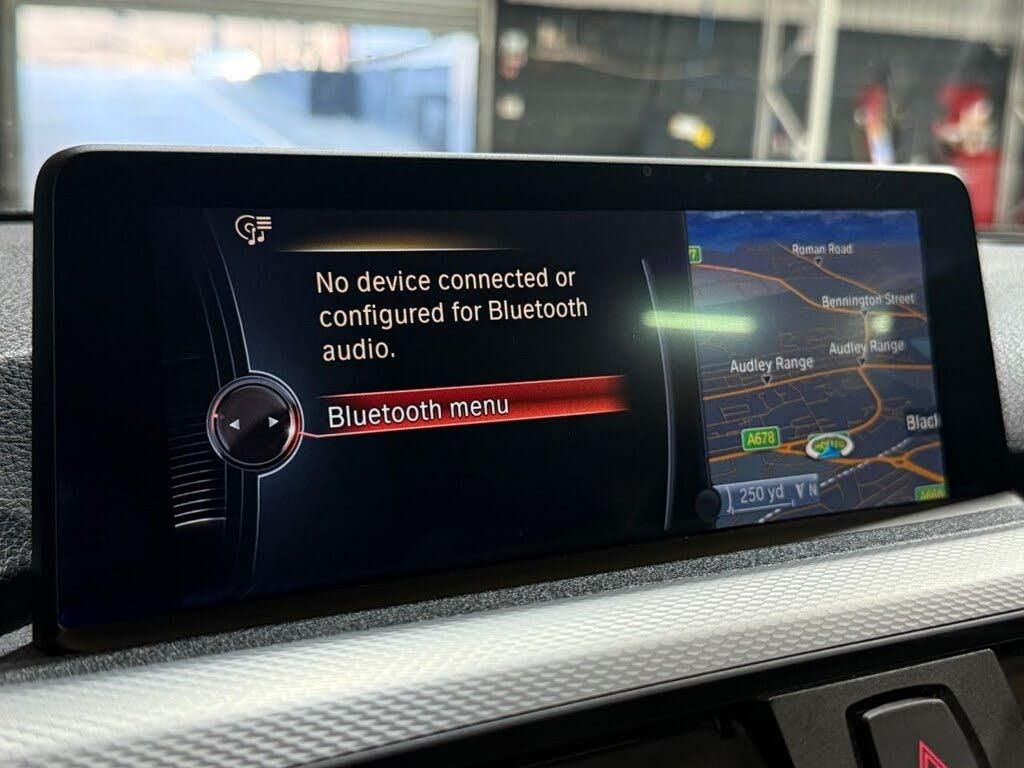 No device connected or
configured for Bluetooth
audio.
Bluetooth menu
Roman Road
Bennington Street
Audley Range
Audley Range
Blac
A678
250 yd
N